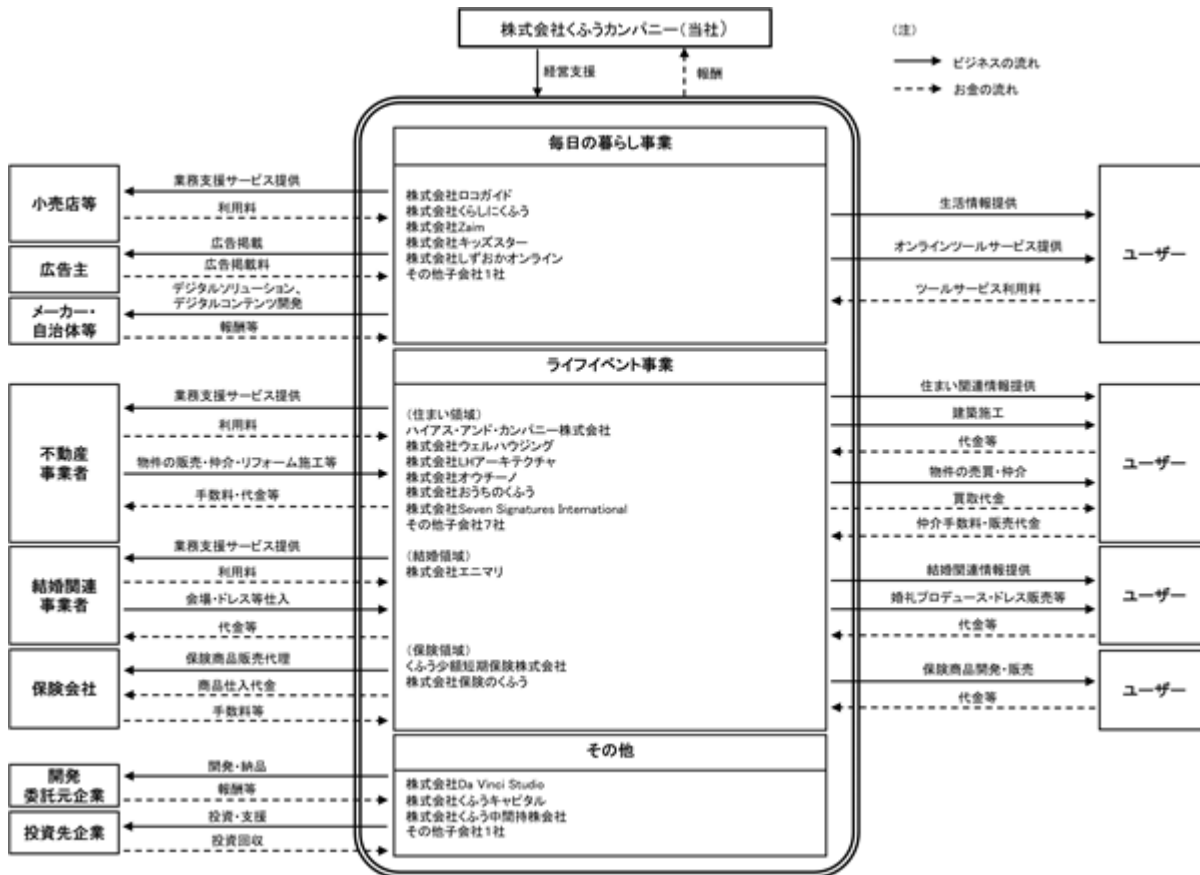 株式会社くふうカンパニー(当社)
(注)
ビジネスの流れ
お金の流れ
経営支援
報酬
毎日の暮らし事業
株式会社ロコガイド
株式会社くらしにくふう
株式会社Zaim
株式会社キッズスター
株式会社しずおかオンライン
その他子会社1社
小売店等
業務支援サービス提供
利用料
広告主
広告掲載
広告掲載料
メーカー・
自治体等
デジタルソリューション、
デジタルコンテンツ開発
報酬等
生活情報提供
オンラインツールサービス提供
ツールサービス利用料
ユーザー
ライフイベント事業
(住まい領域)
ハイアス・アンド・カンパニー株式会社
株式会社ウェルハウジング
株式会社LHアーキテクチャ
株式会社オウチーノ
株式会社おうちのくふう
株式会社Seven Signatures International
その他子会社7社
(結婚領域)
株式会社エニマリ
(保険領域)
くふう少額短期保険株式会社
株式会社保険のくふう
不動産
事業者
業務支援サービス提供
利用料
物件の販売・仲介・リフォーム施工等
手数料・代金等
結婚関連
事業者
業務支援サービス提供
利用料
会場・ドレス等仕入
代金等
保険会社
保険商品販売代理
商品仕入代金
手数料等
住まい関連情報提供
建築施工
代金等
物件の売買・仲介
買取代金
仲介手数料・販売代金
ユーザー
結婚関連情報提供
婚礼プロデュース・ドレス販売等
代金等
ユーザー
保険商品開発・販売
代金等
ユーザー
その他
株式会社Da Vinci Studio
株式会社くふうキャピタル
株式会社くふう中間持株会社
その他子会社1社
開発
委託元企業
開発・納品
報酬等
投資先企業
投資・支援
投資回収